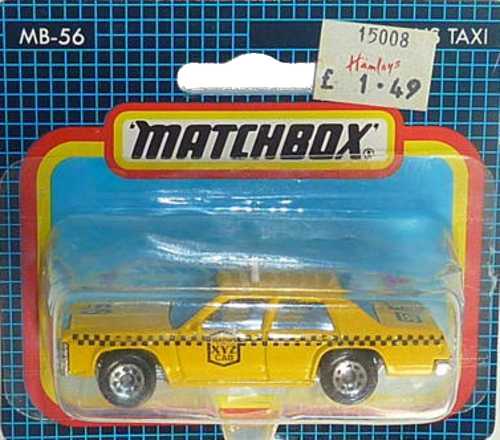 MB-56
TAXI
15008
Hamleys
£ 1·49
'MATCHBOX'®
XYZ
CAB